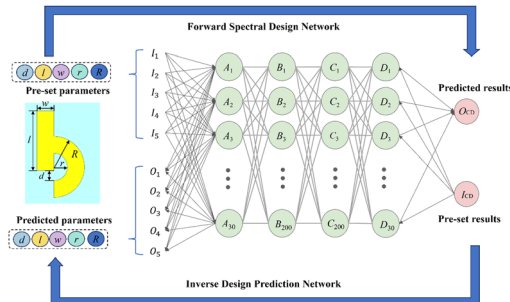 Forward Spectral Design Network
d l w r R
Pre-set parameters
w
l
R
r
d
Predicted parameters
d l w r R
I1
I2
I3
I4
I5
O1
O2
O3
O4
O5
A1 B1 C1 D1
A2 B2 C2 D2
A3 B3 C3 D3
A30 B200 C200 D30
Predicted results
OCD
ICD
Pre-set results
Inverse Design Prediction Network